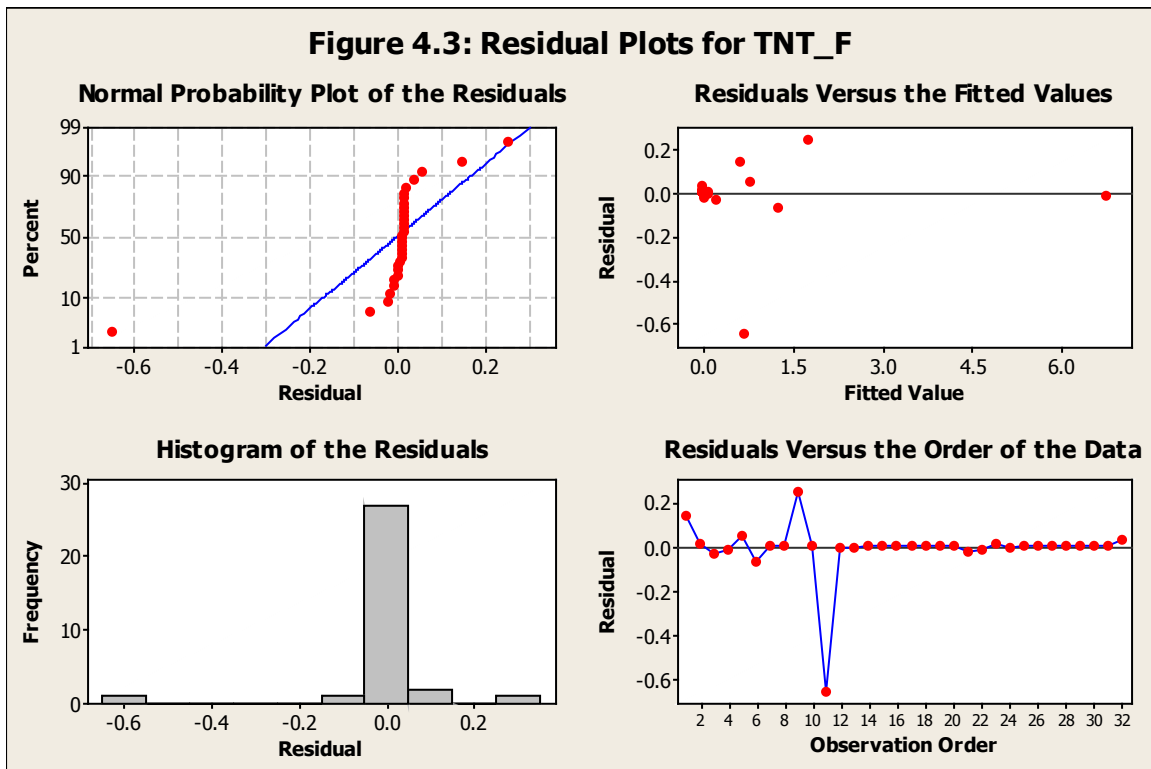 Figure 4.3: Residual Plots for TNT_F
Normal Probability Plot of the Residuals
99
90
50
10
1
Percent
-0.6 -0.4 -0.2 0.0 0.2
Residual
Residuals Versus the Fitted Values
0.2
0.0
-0.2
-0.4
-0.6
Residual
0.0 1.5 3.0 4.5 6.0
Fitted Value
Histogram of the Residuals
30
20
10
0
Frequency
-0.6 -0.4 -0.2 0.0 0.2
Residual
Residuals Versus the Order of the Data
0.2
0.0
-0.2
-0.4
-0.6
Residual
2 4 6 8 10 12 14 16 18 20 22 24 26 28 30 32
Observation Order